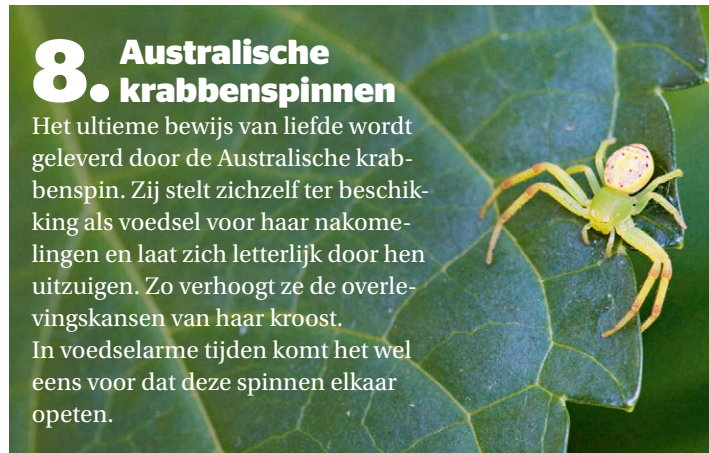 8. Australische
krabbenspinnen
Het ultieme bewijs van liefde wordt
geleverd door de Australische krab-
benspin. Zij stelt zichzelf ter beschik-
king als voedsel voor haar nakome-
lingen en laat zich letterlijk door hen
uitzuigen. Zo verhoogt ze de overle-
vingskansen van haar kroost.
In voedselarme tijden komt het wel
eens voor dat deze spinnen elkaar
opeten.